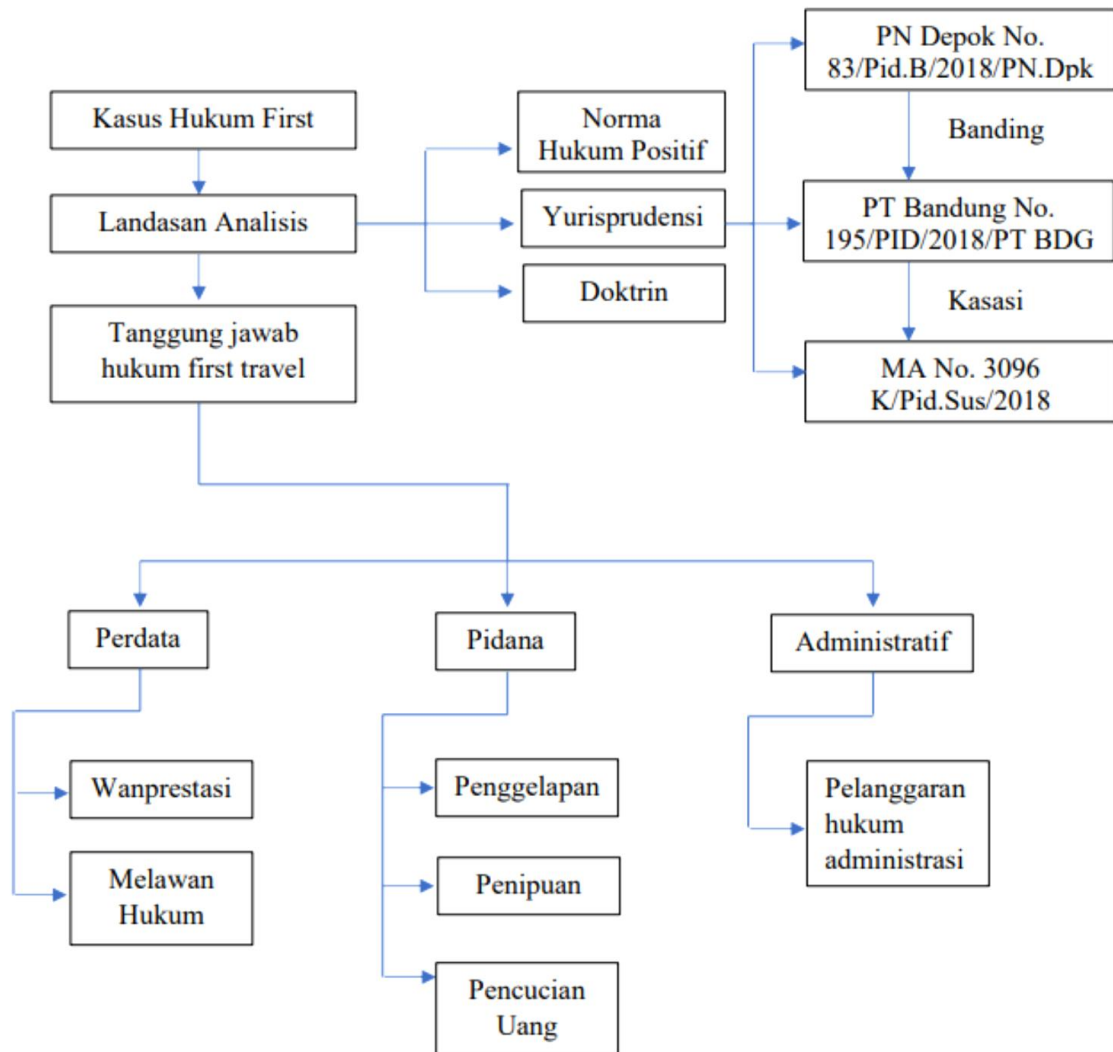 Kasus Hukum First
Landasan Analisis
Tanggung jawab
hukum first travel
Norma
Hukum Positif
Yurisprudensi
Doktrin
PN Depok No.
83/Pid.B/2018/PN.Dpk
Banding
PT Bandung No.
195/PID/2018/PT BDG
Kasasi
MA No. 3096
K/Pid.Sus/2018
Perdata
Wanprestasi
Melawan
Hukum
Pidana
Penggelapan
Penipuan
Pencucian
Uang
Administratif
Pelanggaran
hukum
administrasi